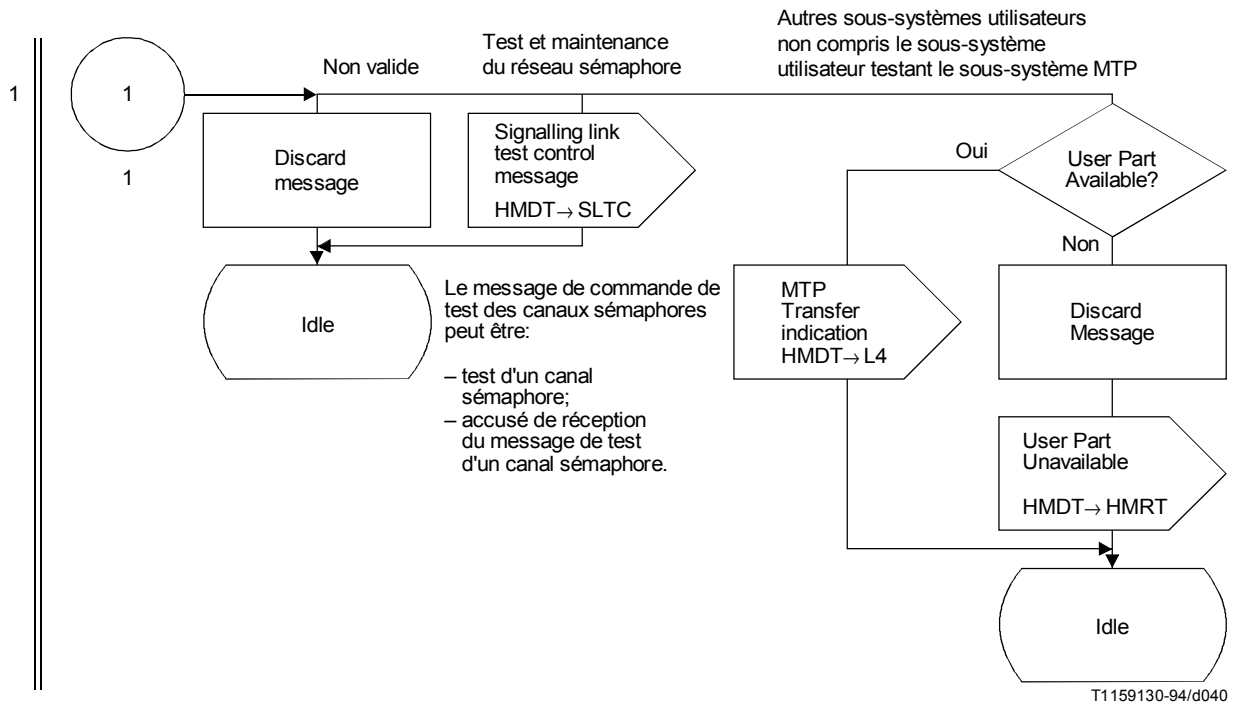 Autres sous-systèmes utilisateurs
non compris le sous-système
utilisateur testant le sous-système MTP
Test et maintenance
du réseau sémaphore
Non valide
1
1
1
Discard
message
Signalling link
test control
message
HMDT→SLTC
Oui
User Part
Available?
Non
Idle
Le message de commande de
test des canaux sémaphores
peut être:
– test d'un canal
sémaphore;
– accusé de réception
du message de test
d'un canal sémaphore.
MTP
Transfer
indication
HMDT→L4
Discard
Message
User Part
Unavailable
HMDT→HMRT
Idle
T1159130-94/d040